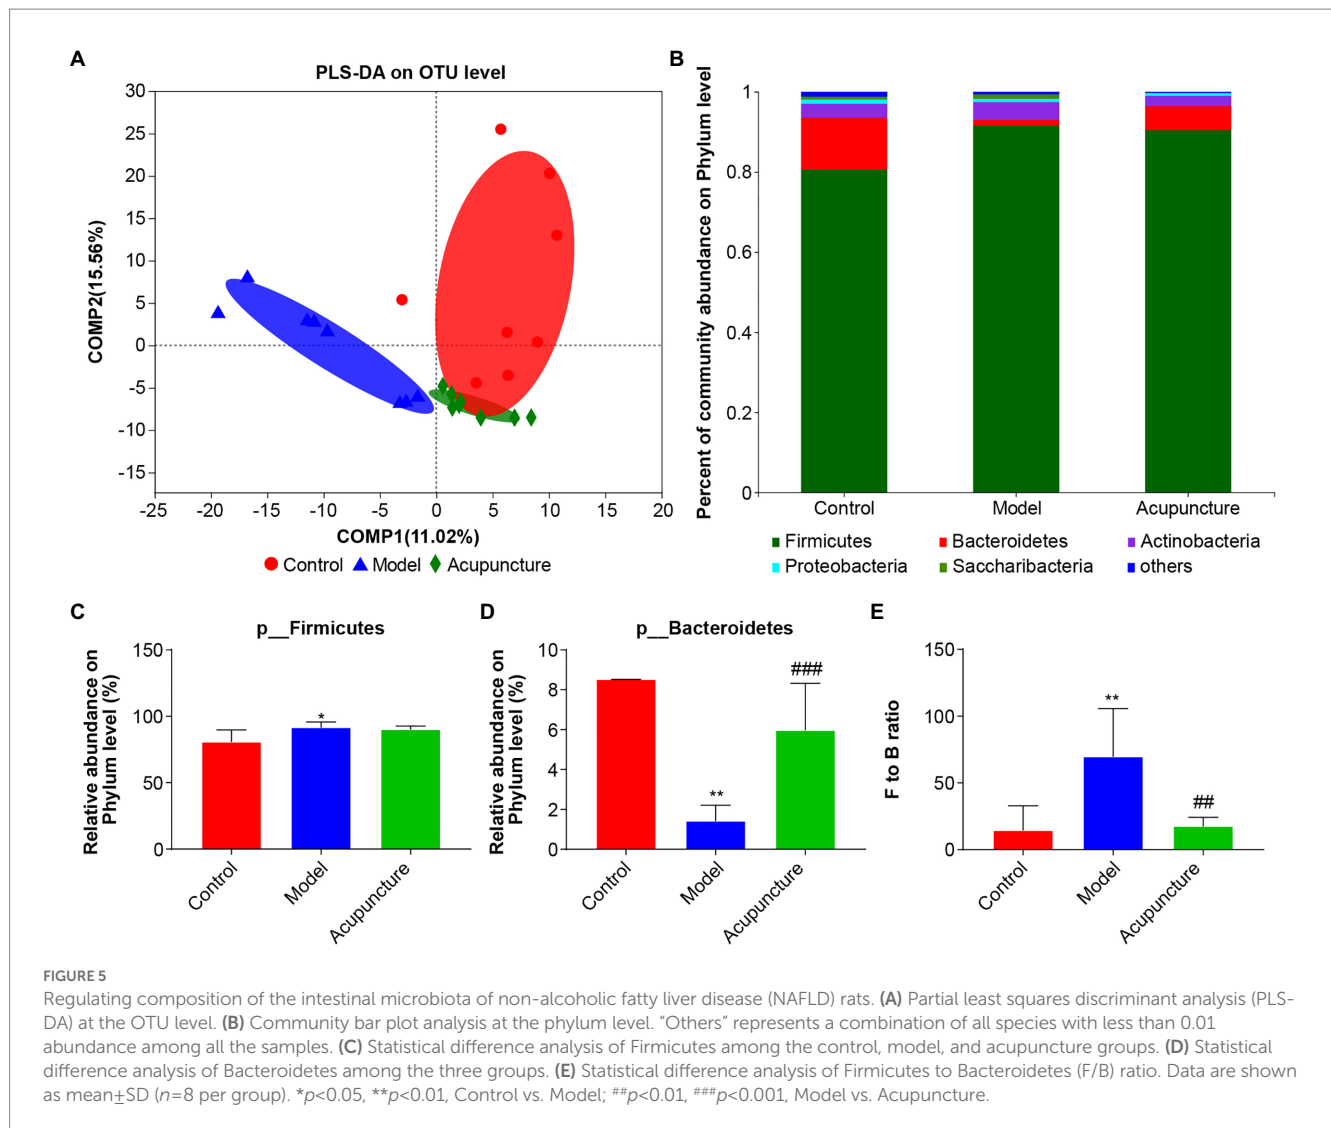 A
PLS-DA on OTU level
COMP2(15.56%)
30
25
20
15
10
5
0
-5
-10
-15
-25 -20 -15 -10 -5 0 5 10 15 20
COMP1(11.02%)
Control Model Acupuncture
B
Percent of community abundance on Phylum level
1
0.8
0.6
0.4
0.2
0
Control Model Acupuncture
Firmicutes Bacteroidetes Actinobacteria
Proteobacteria Saccharibacteria others
C
p__Firmicutes
Relative abundance on
Phylum level (%)
150
100
50
0
*
Control Model Acupuncture
D
p__Bacteroidetes
Relative abundance on
Phylum level (%)
10
8
6
4
2
0
**
###
Control Model Acupuncture
E
F to B ratio
150
100
50
0
**
##
Control Model Acupuncture
FIGURE 5
Regulating composition of the intestinal microbiota of non-alcoholic fatty liver disease (NAFLD) rats. (A) Partial least squares discriminant analysis (PLS-
DA) at the OTU level. (B) Community bar plot analysis at the phylum level. “Others” represents a combination of all species with less than 0.01
abundance among all the samples. (C) Statistical difference analysis of Firmicutes among the control, model, and acupuncture groups. (D) Statistical
difference analysis of Bacteroidetes among the three groups. (E) Statistical difference analysis of Firmicutes to Bacteroidetes (F/B) ratio. Data are shown
as mean±SD (n=8 per group). *p<0.05, **p<0.01, Control vs. Model; ##p<0.01, ###p<0.001, Model vs. Acupuncture.